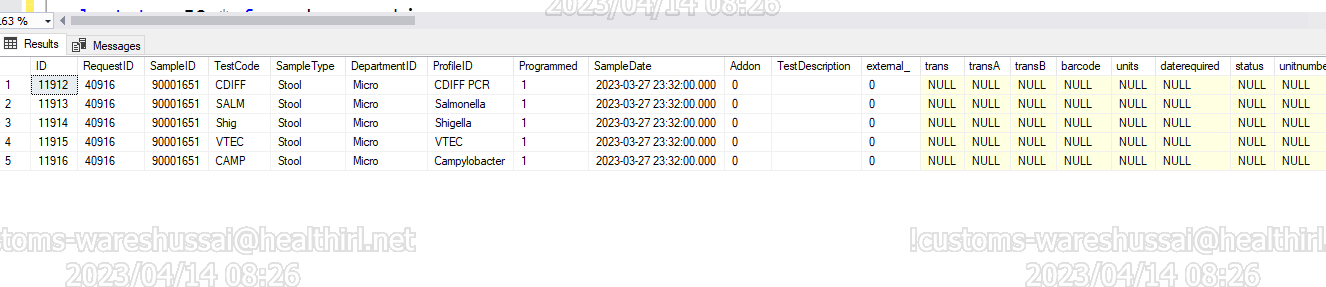 2023/04/14 08:26
.63 %
Results Messages
ID RequestID SampleID TestCode SampleType DepartmentID ProfileID Programmed SampleDate Addon TestDescription external_ trans transA transB barcode units daterequired status unitnumbe
1 11912 40916 90001651 CDIFF Stool Micro CDIFF PCR 1 2023-03-27 23:32:00.000 0 0 NULL NULL NULL NULL NULL NULL NULL NULL
2 11913 40916 90001651 SALM Stool Micro Salmonella 1 2023-03-27 23:32:00.000 0 0 NULL NULL NULL NULL NULL NULL NULL NULL
3 11914 40916 90001651 Shig Stool Micro Shigella 1 2023-03-27 23:32:00.000 0 0 NULL NULL NULL NULL NULL NULL NULL NULL
4 11915 40916 90001651 VTEC Stool Micro VTEC 1 2023-03-27 23:32:00.000 0 0 NULL NULL NULL NULL NULL NULL NULL NULL
5 11916 40916 90001651 CAMP Stool Micro Campylobacter 1 2023-03-27 23:32:00.000 0 0 NULL NULL NULL NULL NULL NULL NULL NULL
stoms-wareshussai@healthirl.net !customs-wareshussai@healthirl
2023/04/14 08:26 2023/04/14 08:26